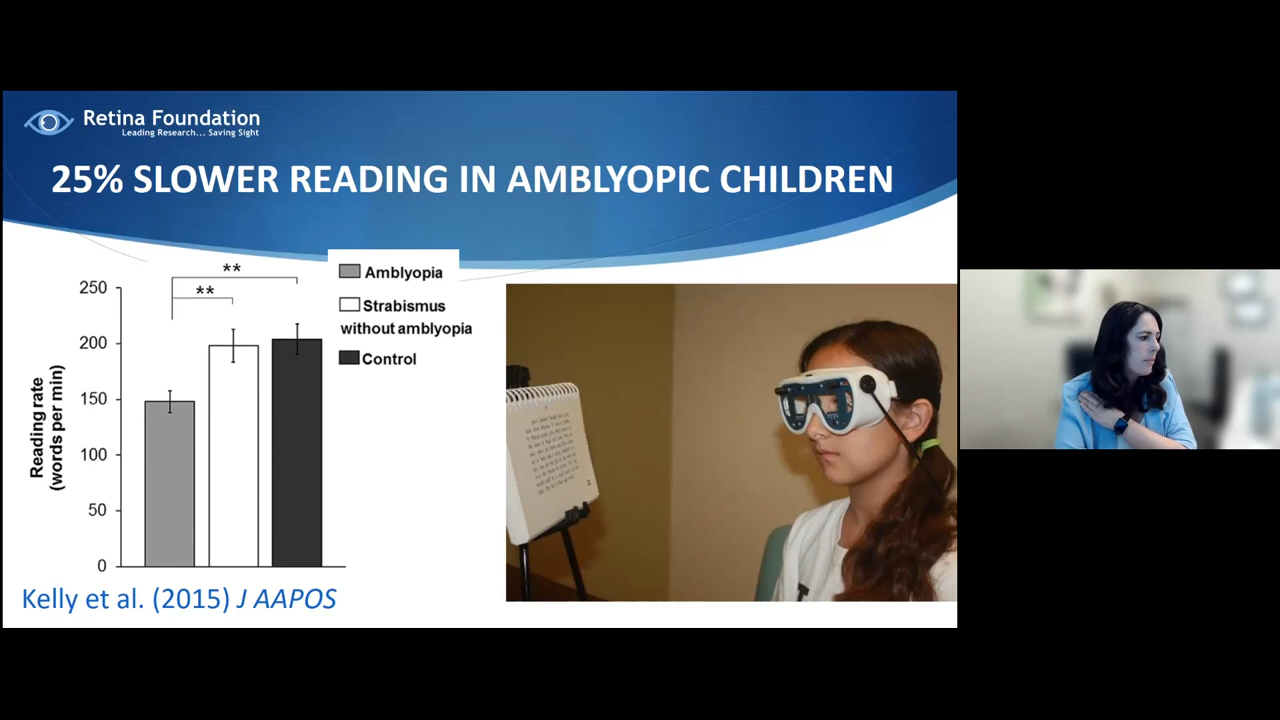 Retina Foundation
Leading Research... Saving Sight
25% SLOWER READING IN AMBLYOPIC CHILDREN
**
**
250
200
150
100
50
0
Reading rate
(words per min)
Amblyopia
Strabismus
without amblyopia
Control
Kelly et al. (2015) J AAPOS